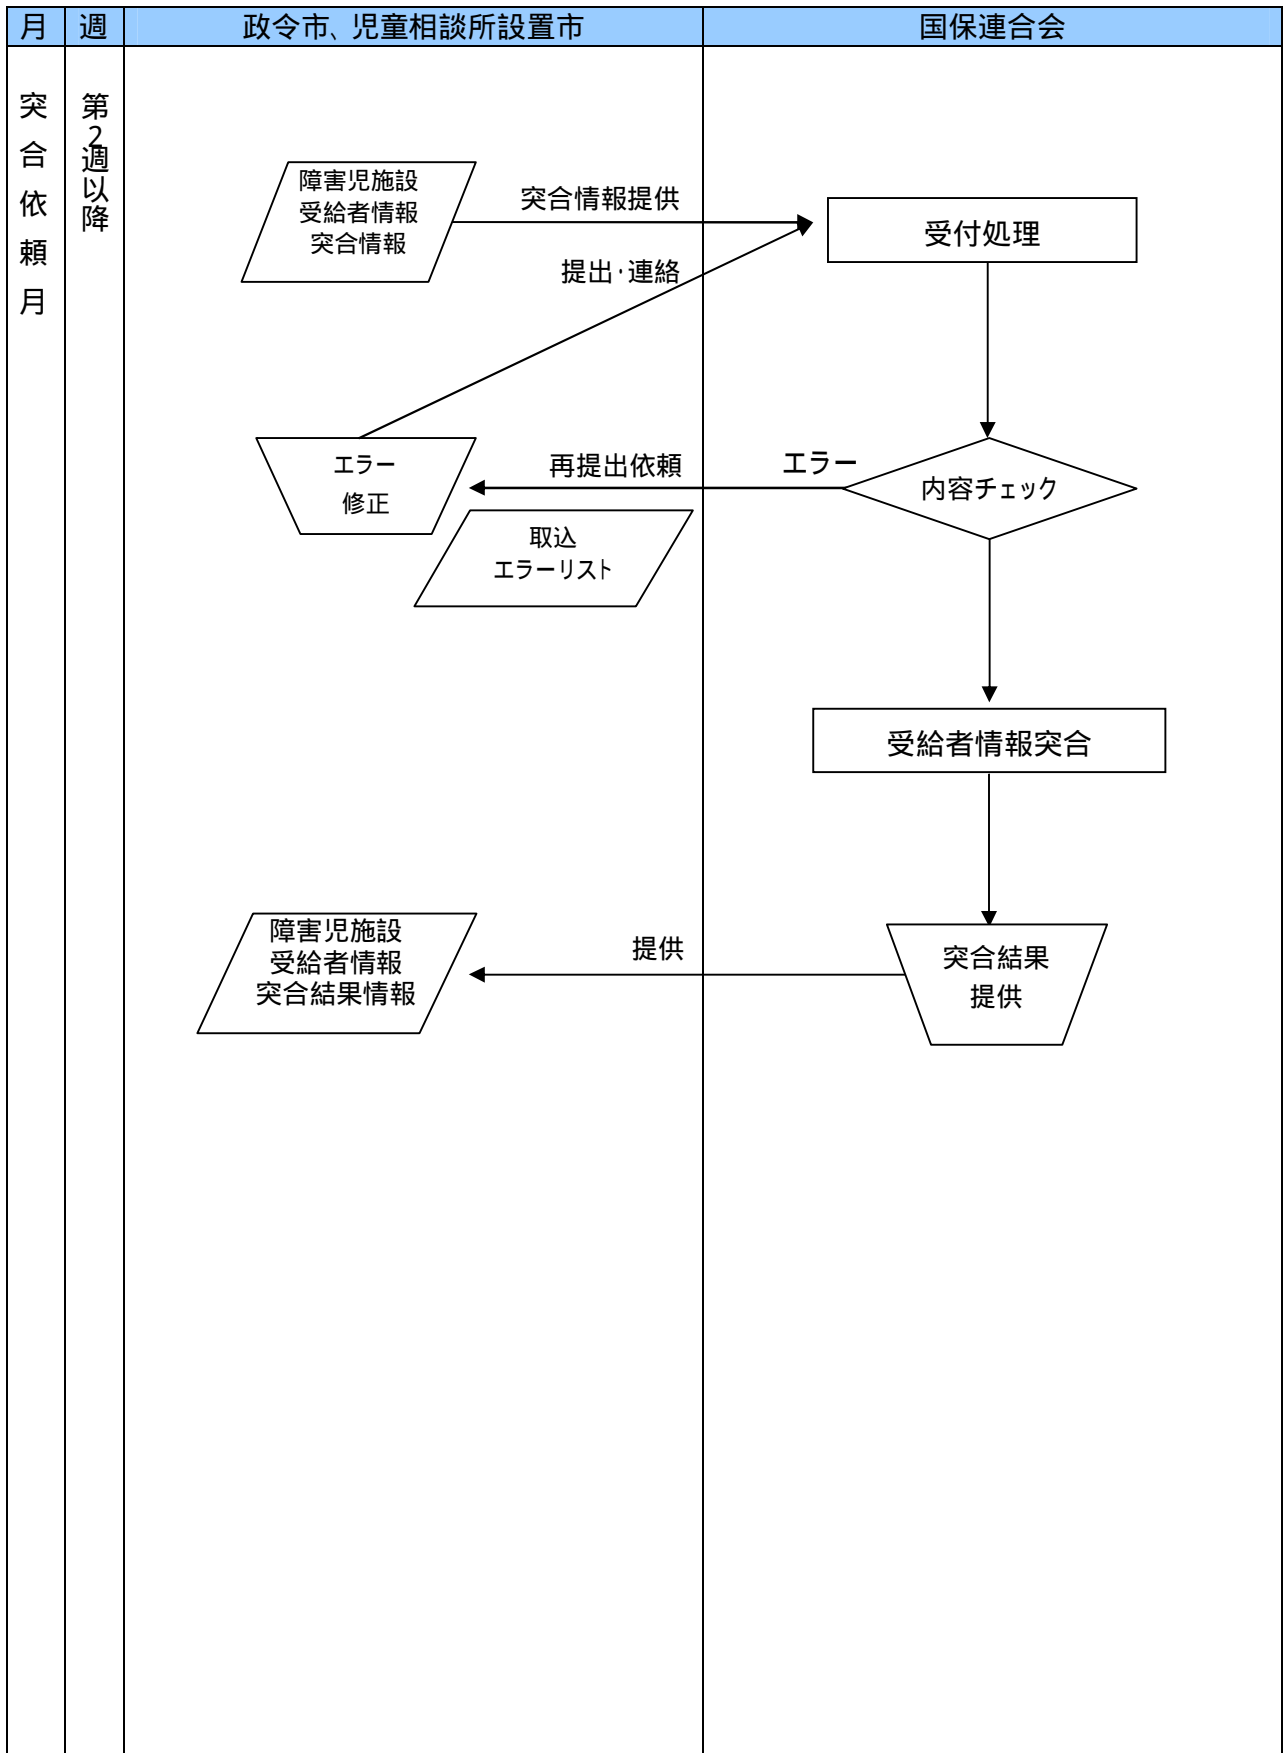 月
週
政令市、児童相談所設置市
国保連合会
突合依頼月
第2週以降
障害児施設
受給者情報
突合情報
突合情報提供
受付処理
提出・連絡
エラー
修正
再提出依頼
エラー
内容チェック
取込
エラーリスト
受給者情報突合
障害児施設
受給者情報
突合結果情報
提供
突合結果
提供